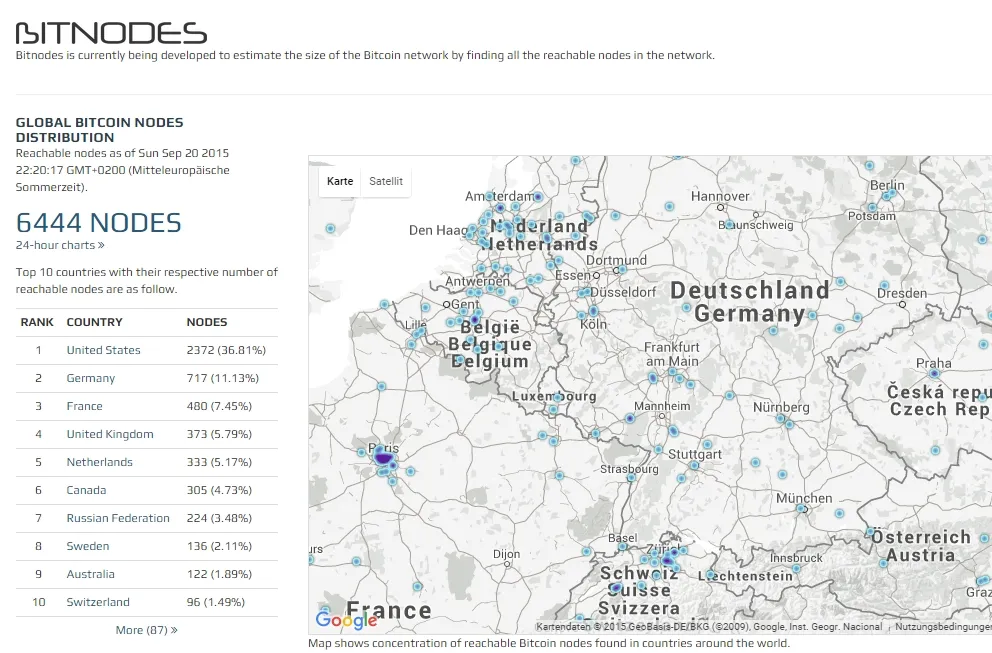 BITNODES
Bitnodes is currently being developed to estimate the size of the Bitcoin network by finding all the reachable nodes in the network.
GLOBAL BITCOIN NODES
DISTRIBUTION
Reachable nodes as of Sun Sep 20 2015
22:20:17 GMT+0200 (Mitteleuropäische
Sommerzeit).
6444 NODES
24-hour charts »
Top 10 countries with their respective number of
reachable nodes are as follow.
RANK COUNTRY NODES
1 United States 2372 (36.81%)
2 Germany 717 (11.13%)
3 France 480 (7.45%)
4 United Kingdom 373 (5.79%)
5 Netherlands 333 (5.17%)
6 Canada 305 (4.73%)
7 Russian Federation 224 (3.48%)
8 Sweden 136 (2.11%)
9 Australia 122 (1.89%)
10 Switzerland 96 (1.49%)
More (87) »
Karte Satellit
Amsterdam
Hannover
Berlin
Potsdam
Braunschweig
Den Haag
Nederland
Netherlands
Dortmund
Essen
Antwerpen
Düsseldorf
Deutschland
Germany
Dresden
Gent
Köln
Lille
België
Belgique
Belgium
Frankfurt
am Main
Praha
Česká repu
Czech Rep
Luxembourg
Mannheim
Nürnberg
Paris
Stuttgart
Strasbourg
München
Basel
Zürich
Österreich
Austria
urs
Dijon
Innsbruck
Schweiz
Suisse
Svizzera
Liechtenstein
Graz
France
Google
Kartendaten © 2015 GeoBasis-DE/BKG (©2009), Google, Inst. Geogr. Nacional
Nutzungsbedingungen
Map shows concentration of reachable Bitcoin nodes found in countries around the world.